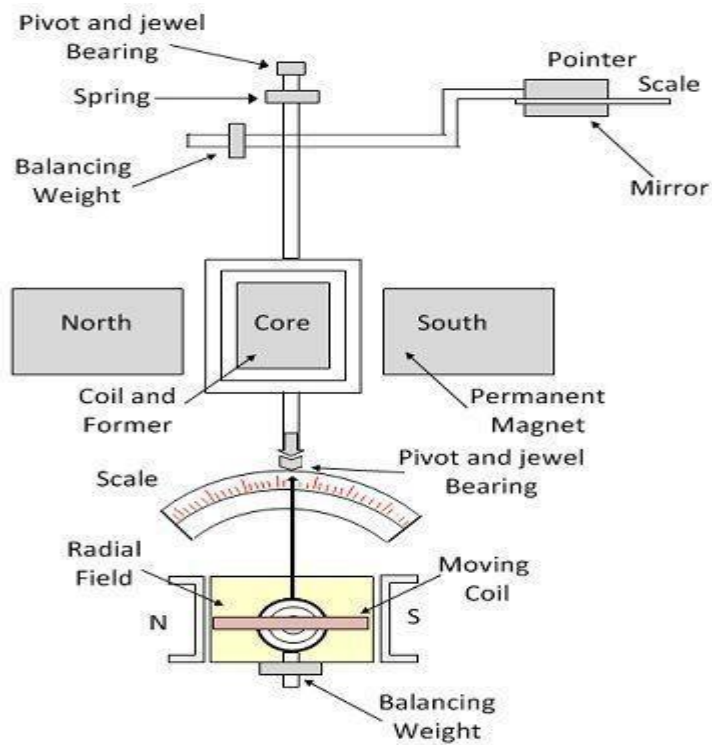 Pivot and jewel
Bearing
Pointer
Scale
Spring
Balancing
Weight
Mirror
North
Core
South
Coil and
Former
Permanent
Magnet
Pivot and jewel
Bearing
Scale
Radial
Field
Moving
Coil
N
S
Balancing
Weight